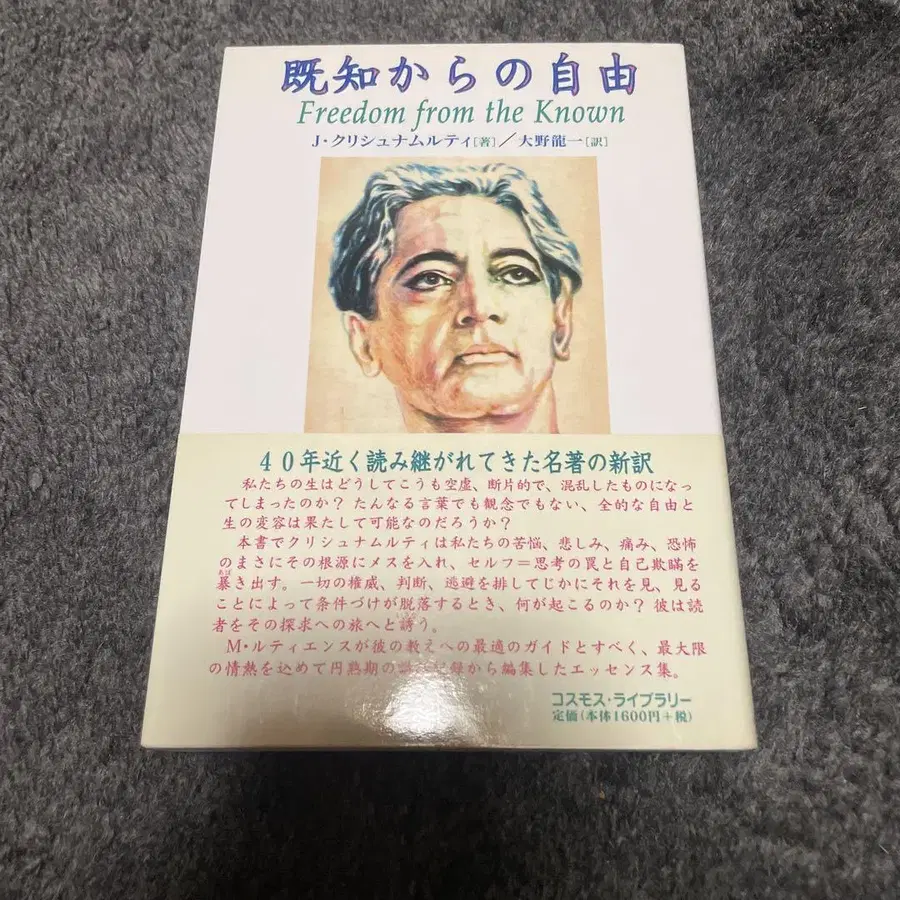 既知からの自由
Freedom from the Known
J・クリシュナムルティ[著]／大野龍一[訳]
40年近く読み継がれてきた名著の新訳
私たちの生はどうしてこうも空虚、断片的で、混乱したものになっ
てしまったのか？ たんなる言葉でも観念でもない、全的な自由と
生の変容は果たして可能なのだろうか？
本書でクリシュナムルティは私たちの苦悩、悲しみ、痛み、恐怖
のまさにその根源にメスを入れ、セルフ＝思考の罠と自己欺瞞を
暴き出す。一切の権威、判断、逃避を排してじかにそれを見、見る
ことによって条件づけが脱落するとき、何が起こるのか？ 彼は読
者をその探求への旅へと誘う。
M・ルティエンスが彼の教えへの最適のガイドとすべく、最大限
の情熱を込めて円熟期の記録から編集したエッセンス集。
コスモス・ライブラリー
定価（本体1600円＋税）